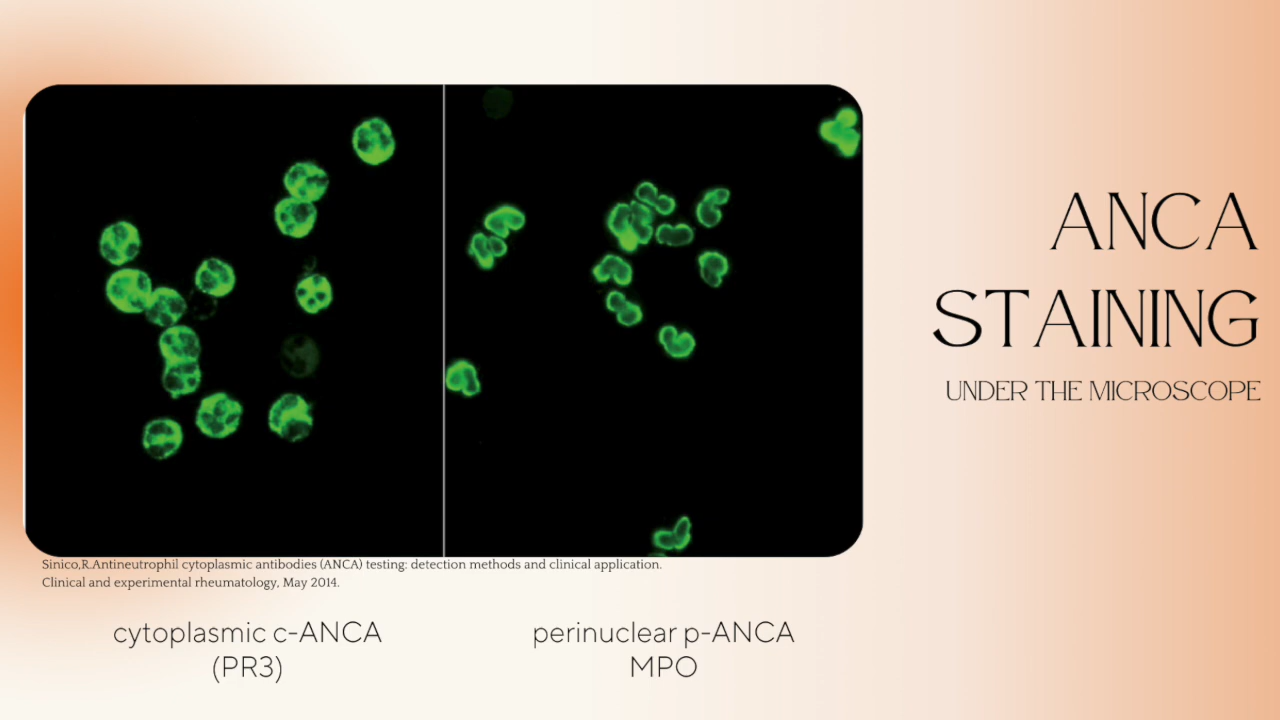 ANCA
STAINING
UNDER THE MICROSCOPE
Sinico,R.Antineutrophil cytoplasmic antibodies (ANCA) testing: detection methods and clinical application.
Clinical and experimental rheumatology, May 2014.
cytoplasmic c-ANCA
(PR3)
perinuclear p-ANCA
MPO